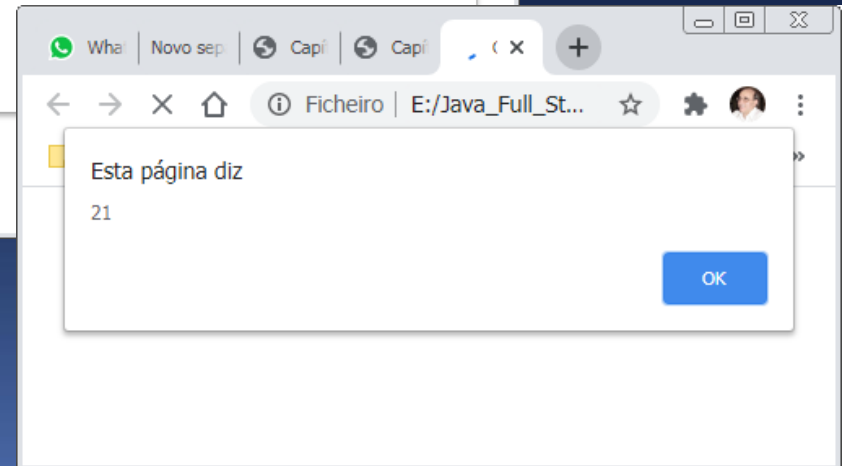 Wha Novo sep Capí Capí
Ficheiro E:/Java_Full_St...
Esta página diz
21
OK